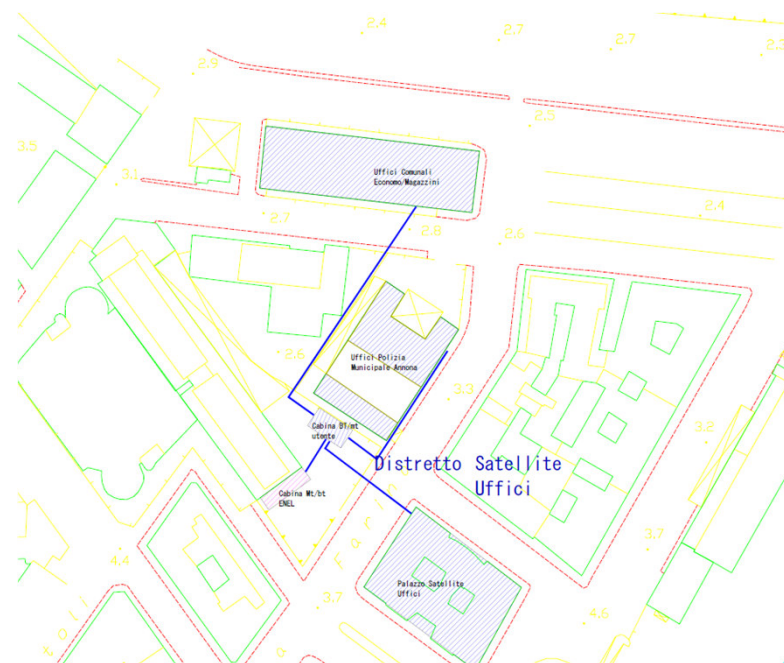 2.4
2.7
2.7
2.3
2.9
2.5
3.5
Uffici Comunali
Economo/Magazzini
3.1
2.4
2.7
2.8
2.6
2.6
Uffici Polizia
Municipale Annona
3.3
Cabina BT/mt
utente
3.2
Distretto Satellite
Uffici
Cabina Mt/bt
ENEL
3.7
4.4
Palazzo Satellite
Uffici
3.7
4.6